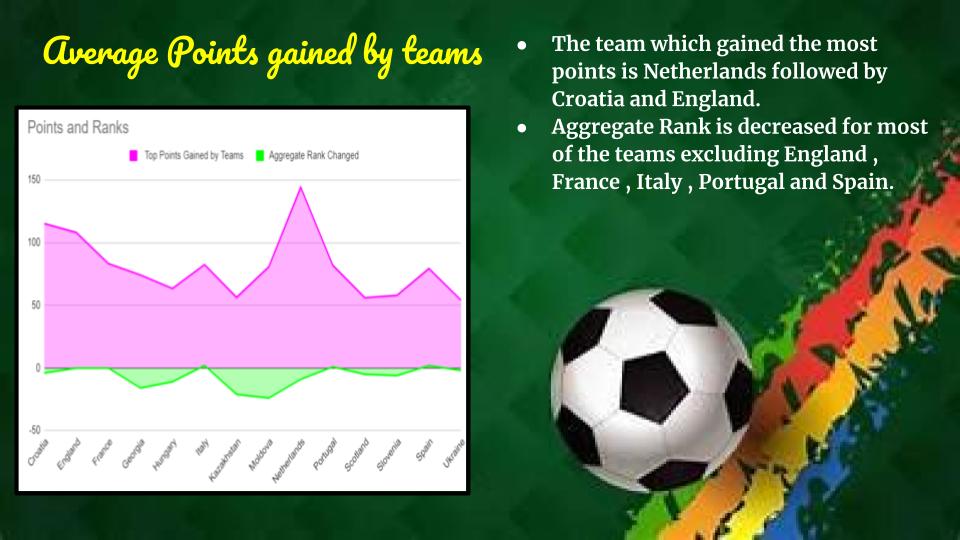 Average Points gained by teams
● The team which gained the most
points is Netherlands followed by
Croatia and England.
● Aggregate Rank is decreased for most
of the teams excluding England ,
France , Italy , Portugal and Spain.
Points and Ranks
Top Points Gained by Teams Aggregate Rank Changed
150
100
50
0
-50
Croatia England France Georgia Hungary Italy Kazakhstan Moldova Netherlands Portugal Scotland Slovenia Spain Ukraine